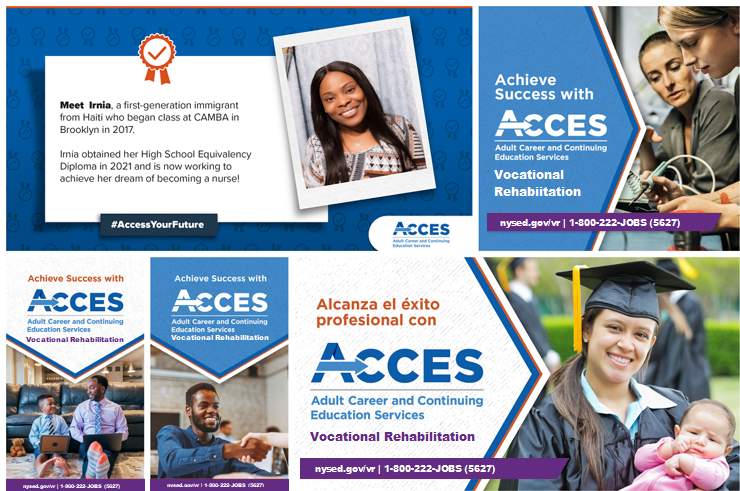 Meet Irnia, a first-generation immigrant
from Haiti who began class at CAMBA in
Brooklyn in 2017.
Irnia obtained her High School Equivalency
Diploma in 2021 and is now working to
achieve her dream of becoming a nurse!
#AccessYourFuture
ACCES
Adult Career and Continuing
Education Services
Achieve
Success with
ACCES
Adult Career and Continuing
Education Services
Vocational
Rehabiitation
nysed.gov/vr | 1-800-222-JOBS (5627)
Achieve Success with
ACCES
Adult Career and Continuing
Education Services
Vocational Rehabilitation
nysed.gov/vr | 1-800-222-JOBS (5627)
Achieve Success with
ACCES
Adult Career and Continuing
Education Services
Vocational Rehabilitation
nysed.gov/vr | 1-800-222-JOBS (5627)
Alcanza el éxito
profesional con
ACCES
Adult Career and Continuing
Education Services
Vocational Rehabilitation
nysed.gov/vr | 1-800-222-JOBS (5627)